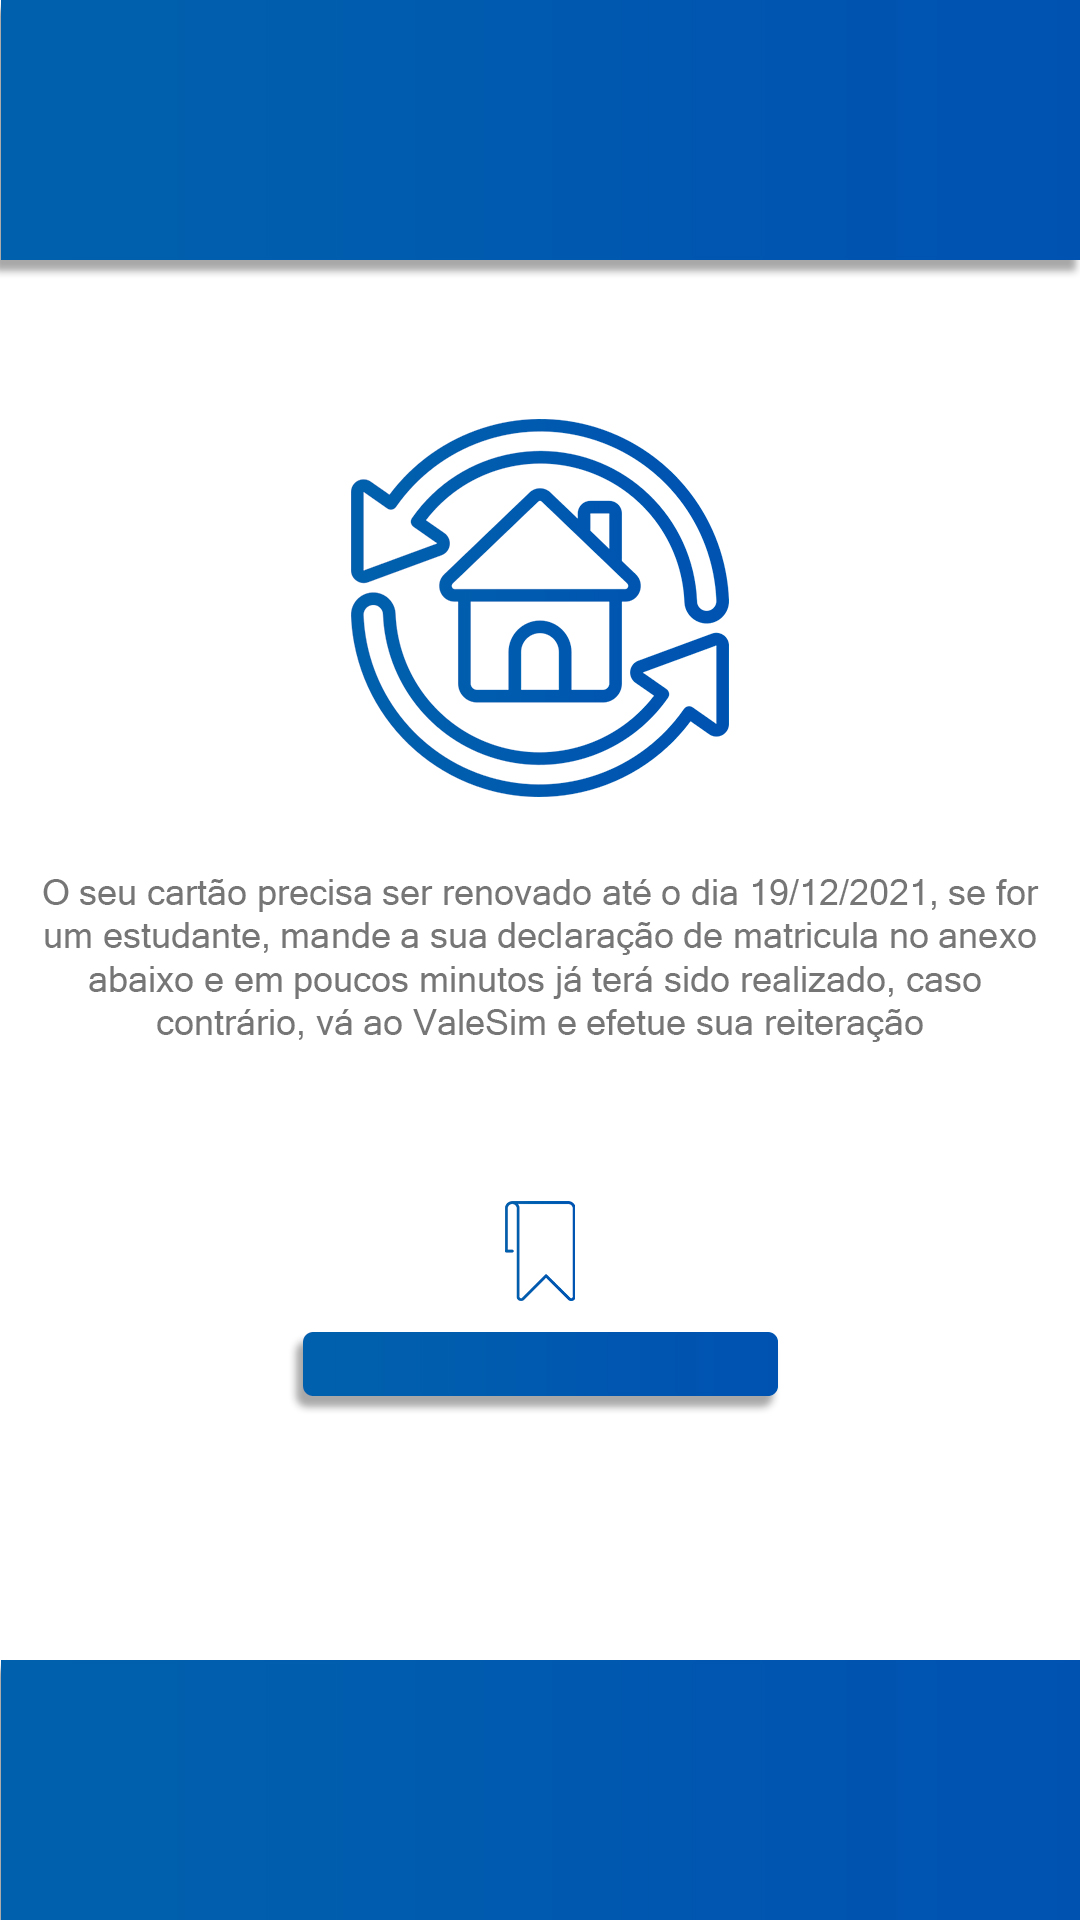 O seu cartão precisa ser renovado até o dia 19/12/2021, se for
um estudante, mande a sua declaração de matricula no anexo
abaixo e em poucos minutos já terá sido realizado, caso
contrário, vá ao ValeSim e efetue sua reiteração